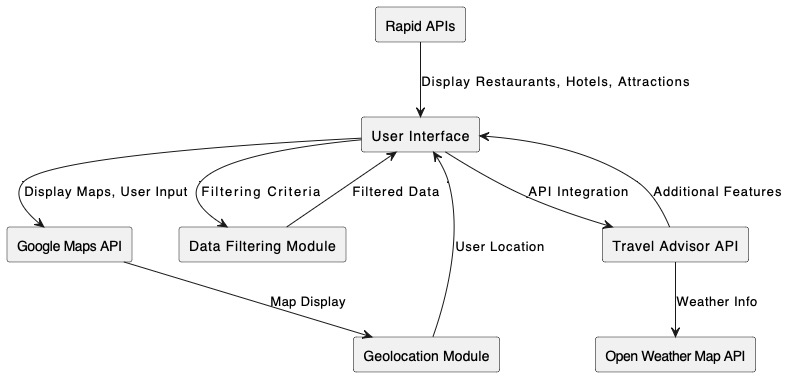 Rapid APIs
Display Restaurants, Hotels, Attractions
User Interface
Display Maps, User Input
Filtering Criteria
Filtered Data
API Integration
Additional Features
Google Maps API
Data Filtering Module
User Location
Travel Advisor API
Map Display
Weather Info
Geolocation Module
Open Weather Map API